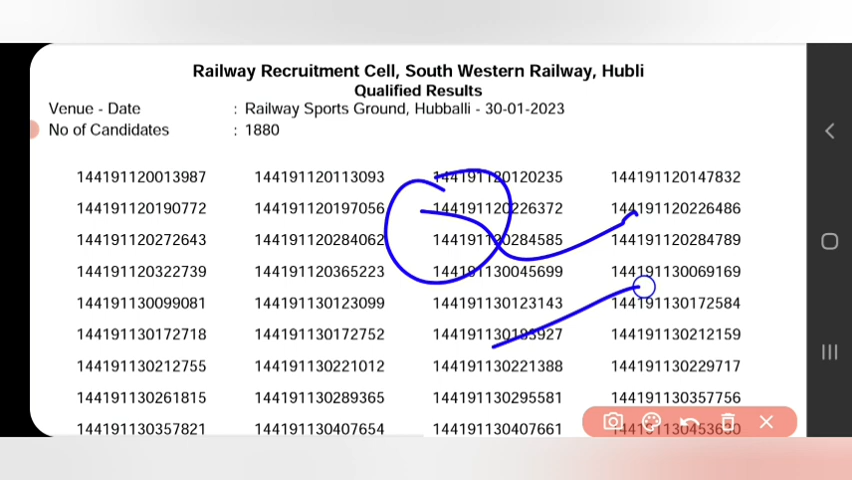 Railway Recruitment Cell, South Western Railway, Hubli
Qualified Results
Venue - Date : Railway Sports Ground, Hubballi - 30-01-2023
No of Candidates : 1880
144191120013987 144191120113093 144191120120235 144191120147832
144191120190772 144191120197056 144191120226372 144191120226486
144191120272643 144191120284062 144191120284585 144191120284789
144191120322739 144191120365223 144191130045699 144191130069169
144191130099081 144191130123099 144191130123143 144191130172584
144191130172718 144191130172752 144191130212159
144191130212755 144191130221012 144191130221388 144191130229717
144191130261815 144191130289365 144191130295581 144191130357756
144191130357821 144191130407654 144191130407661